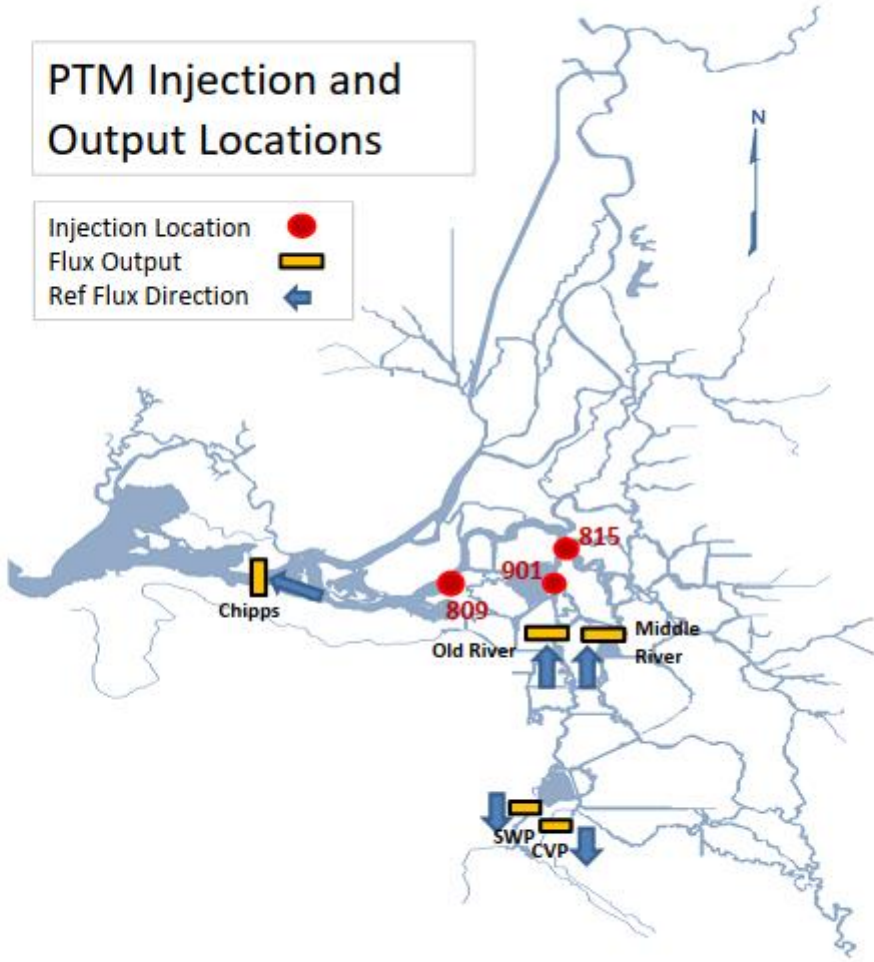 PTM Injection and
Output Locations
N
Injection Location
Flux Output
Ref Flux Direction
815
901
809
Chipps
Old River
Middle
River
SWP
CVP